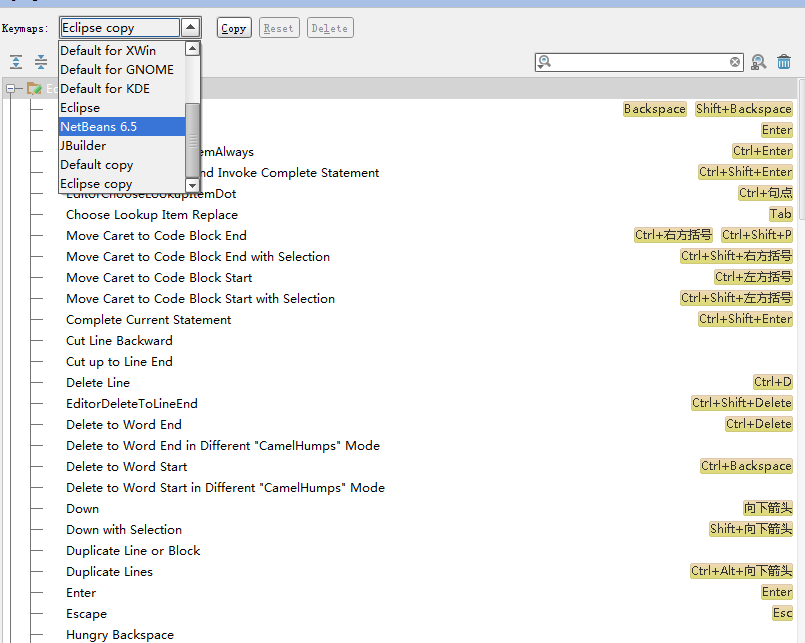 Keymaps: Eclipse copy Copy Reset Delete
Default for XWin
Default for GNOME
Default for KDE
Eclipse
NetBeans 6.5
JBuilder
Default copy
Eclipse copy
Backspace Shift+Backspace
Enter
emAlways Ctrl+Enter
nd Invoke Complete Statement Ctrl+Shift+Enter
EditorChooseLookupItemDot Ctrl+句点
Choose Lookup Item Replace Tab
Move Caret to Code Block End Ctrl+右方括号 Ctrl+Shift+P
Move Caret to Code Block End with Selection Ctrl+Shift+右方括号
Move Caret to Code Block Start Ctrl+左方括号
Move Caret to Code Block Start with Selection Ctrl+Shift+左方括号
Complete Current Statement Ctrl+Shift+Enter
Cut Line Backward
Cut up to Line End
Delete Line Ctrl+D
EditorDeleteToLineEnd Ctrl+Shift+Delete
Delete to Word End Ctrl+Delete
Delete to Word End in Different "CamelHumps" Mode
Delete to Word Start Ctrl+Backspace
Delete to Word Start in Different "CamelHumps" Mode
Down 向下箭头
Down with Selection Shift+向下箭头
Duplicate Line or Block
Duplicate Lines Ctrl+Alt+向下箭头
Enter Enter
Escape Esc
Hungry Backspace